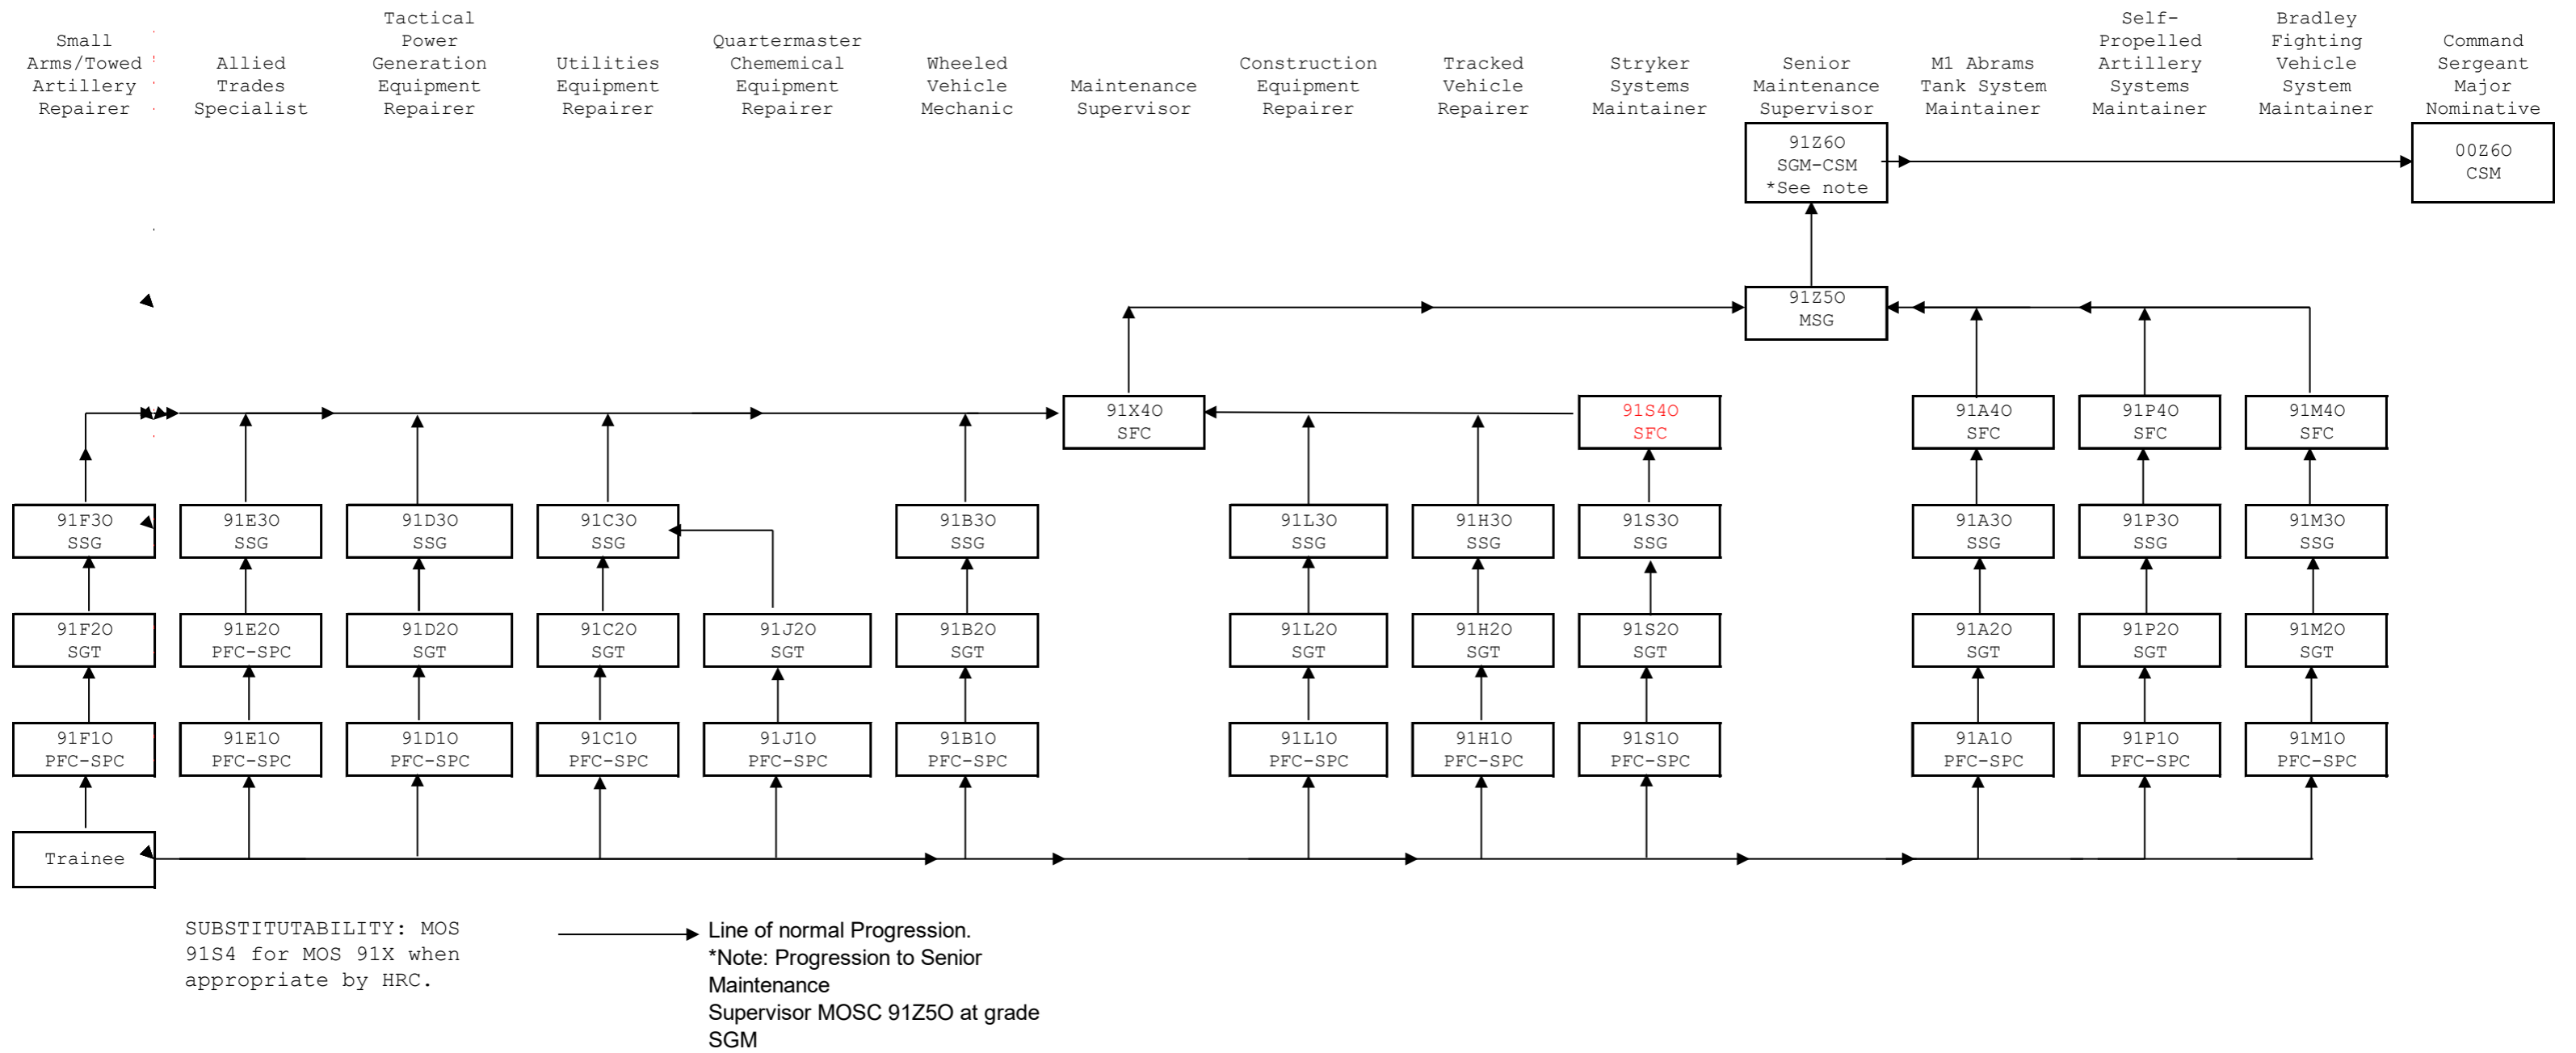 Small
Arms/Towed
Artillery
Repairer
Allied
Trades
Specialist
Tactical
Power
Generation
Equipment
Repairer
Utilities
Equipment
Repairer
Quartermaster
Chememical
Equipment
Repairer
Wheeled
Vehicle
Mechanic
Maintenance
Supervisor
Construction
Equipment
Repairer
Tracked
Vehicle
Repairer
Stryker
Systems
Maintainer
Senior
Maintenance
Supervisor
M1 Abrams
Tank System
Maintainer
Self-
Propelled
Artillery
Systems
Maintainer
Bradley
Fighting
Vehicle
System
Maintainer
Command
Sergeant
Major
Nominative
91Z6O
SGM-CSM
*See note
00Z6O
CSM
91Z5O
MSG
91X4O
SFC
91S4O
SFC
91A4O
SFC
91P4O
SFC
91M4O
SFC
91F3O
SSG
91E3O
SSG
91D3O
SSG
91C3O
SSG
91B3O
SSG
91L3O
SSG
91H3O
SSG
91S3O
SSG
91A3O
SSG
91P3O
SSG
91M3O
SSG
91F2O
SGT
91E2O
PFC-SPC
91D2O
SGT
91C2O
SGT
91J2O
SGT
91B2O
SGT
91L2O
SGT
91H2O
SGT
91S2O
SGT
91A2O
SGT
91P2O
SGT
91M2O
SGT
91F1O
PFC-SPC
91E1O
PFC-SPC
91D1O
PFC-SPC
91C1O
PFC-SPC
91J1O
PFC-SPC
91B1O
PFC-SPC
91L1O
PFC-SPC
91H1O
PFC-SPC
91S1O
PFC-SPC
91A1O
PFC-SPC
91P1O
PFC-SPC
91M1O
PFC-SPC
Trainee
SUBSTITUTABILITY: MOS
91S4 for MOS 91X when
appropriate by HRC.
Line of normal Progression.
*Note: Progression to Senior
Maintenance
Supervisor MOSC 91Z5O at grade
SGM